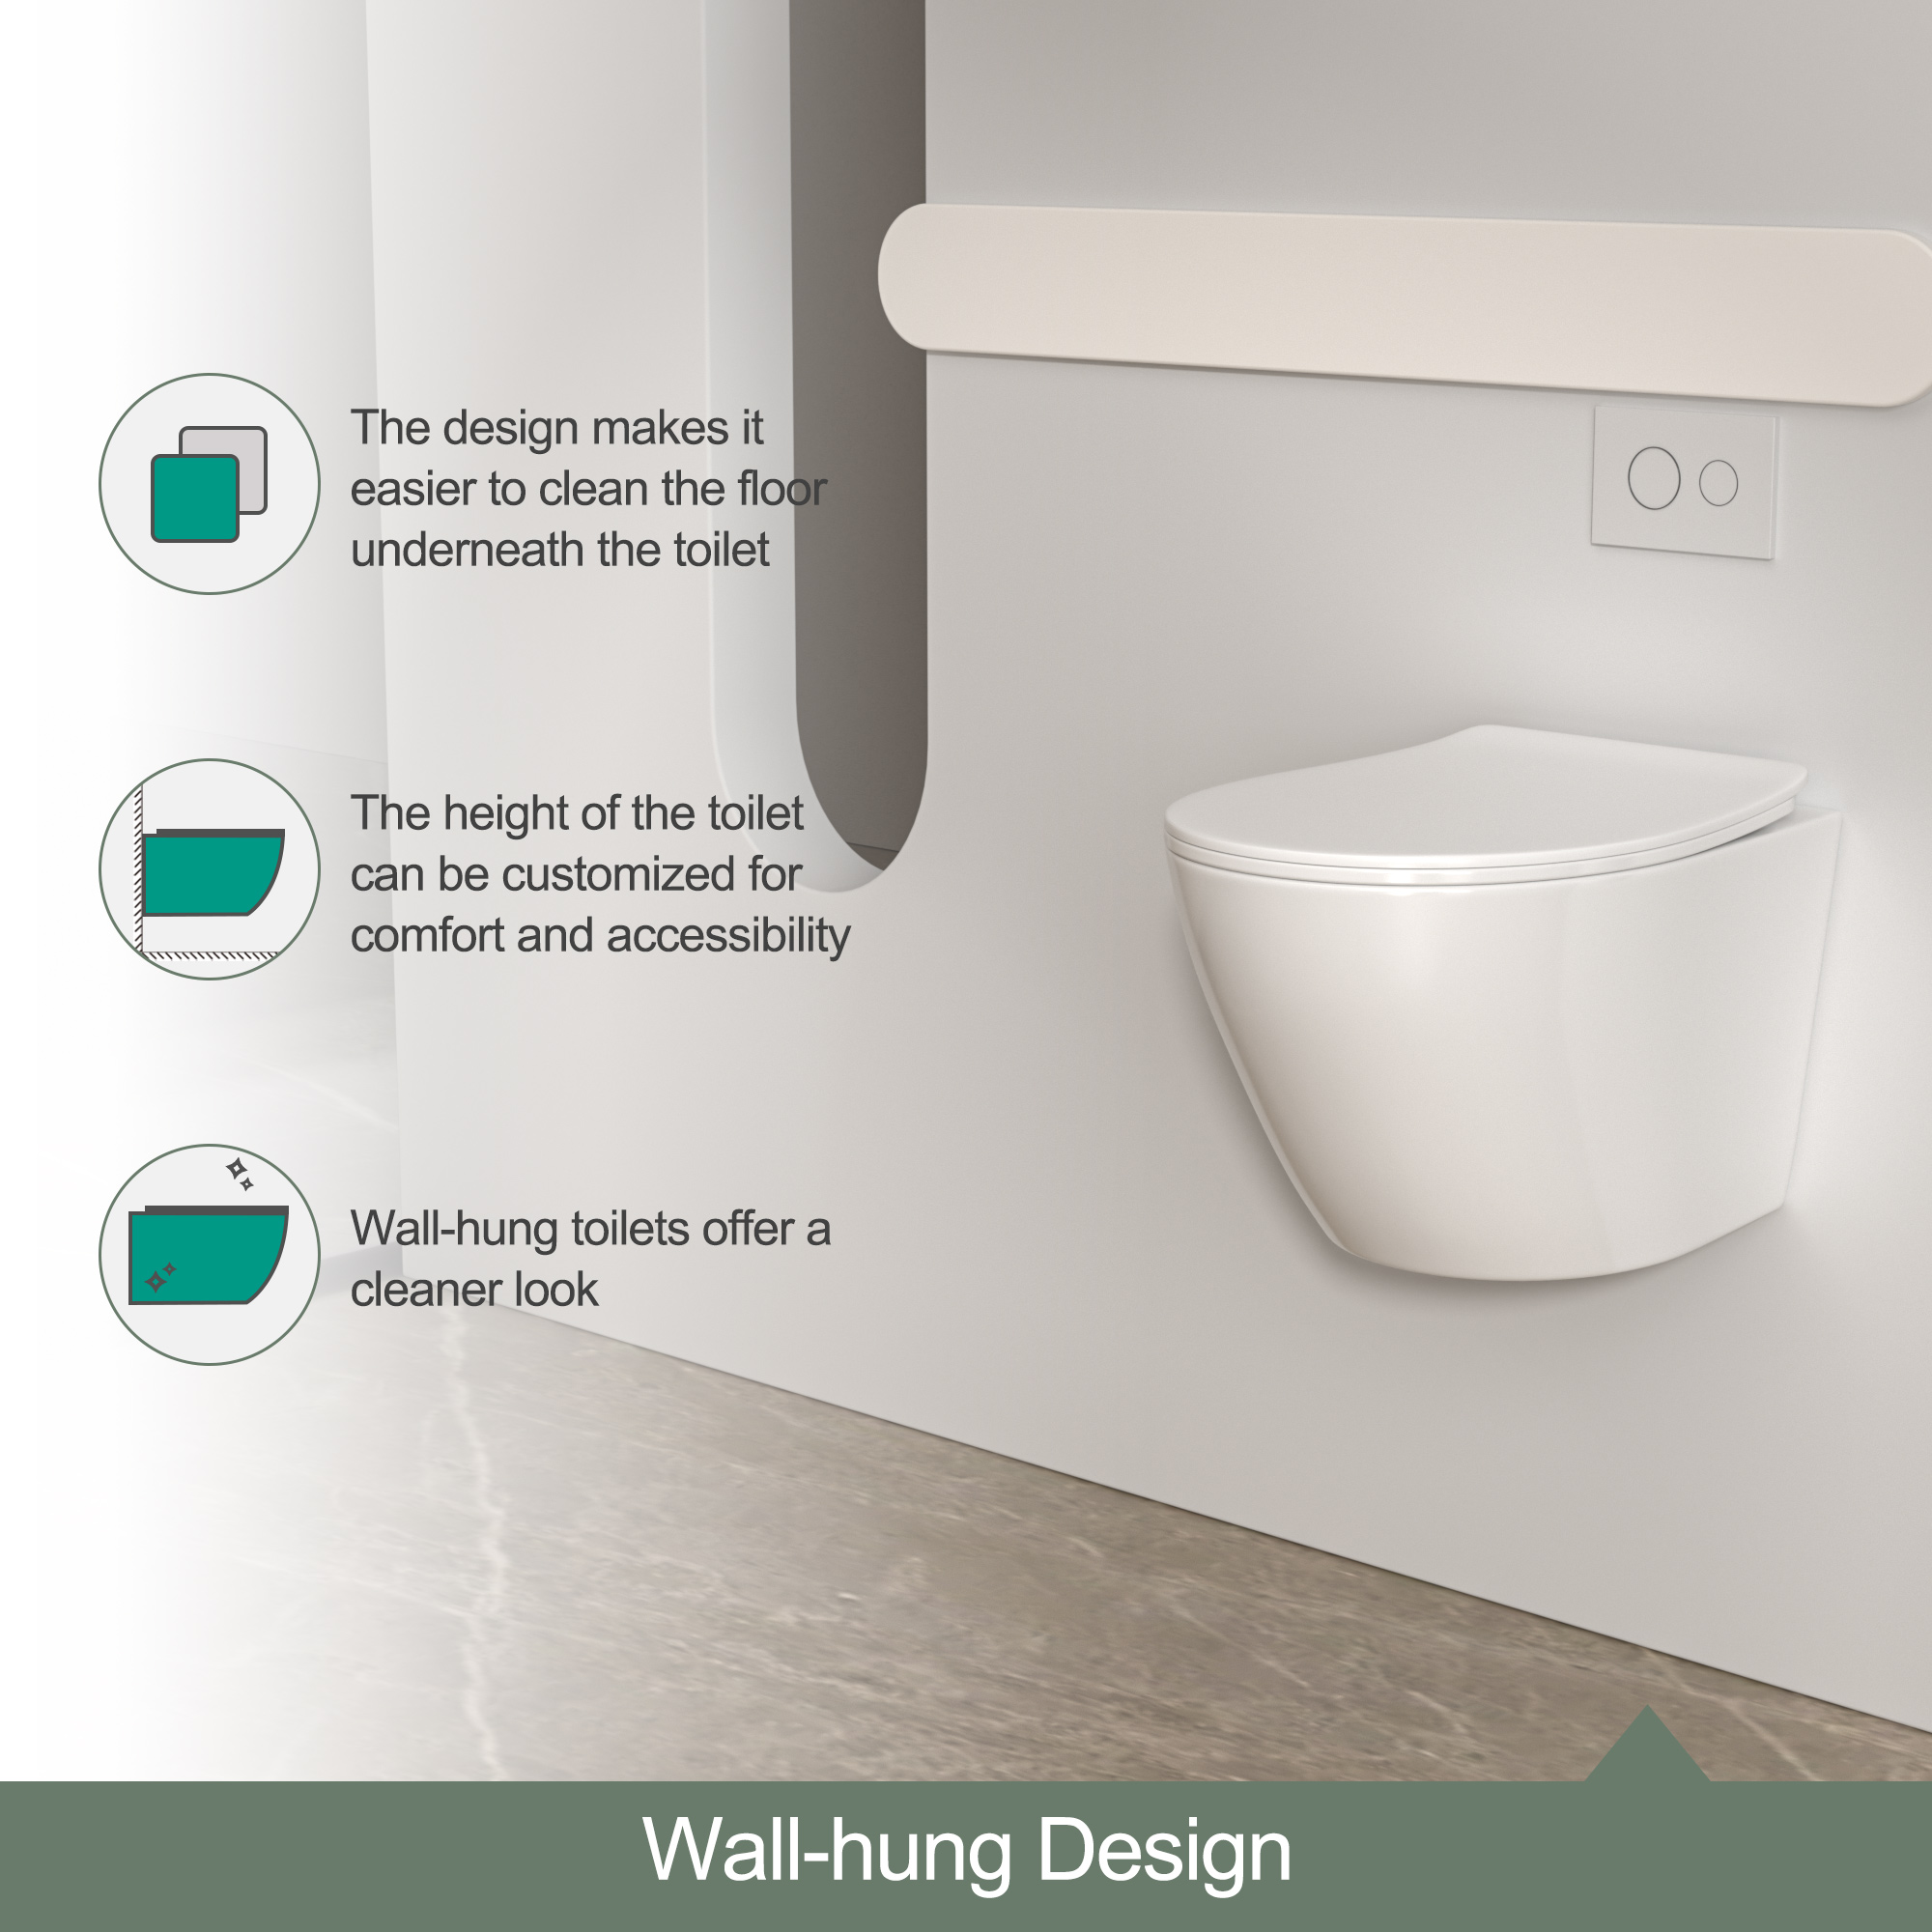 The design makes it
easier to clean the floor
underneath the toilet
The height of the toilet
can be customized for
comfort and accessibility
Wall-hung toilets offer a
cleaner look
Wall-hung Design